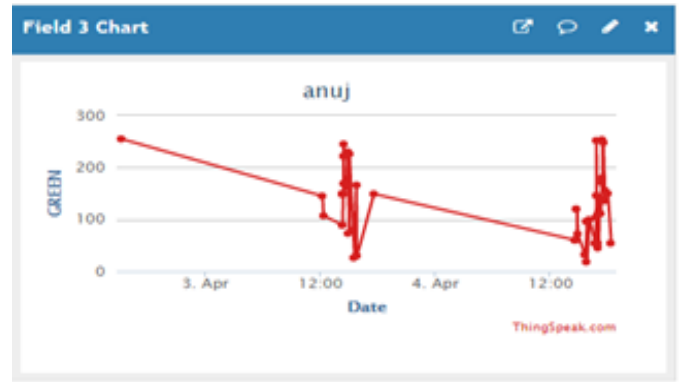 Field 3 Chart
anuj
300
200
100
0
GREEN
3. Apr 12:00 4. Apr 12:00
Date
ThingSpeak.com